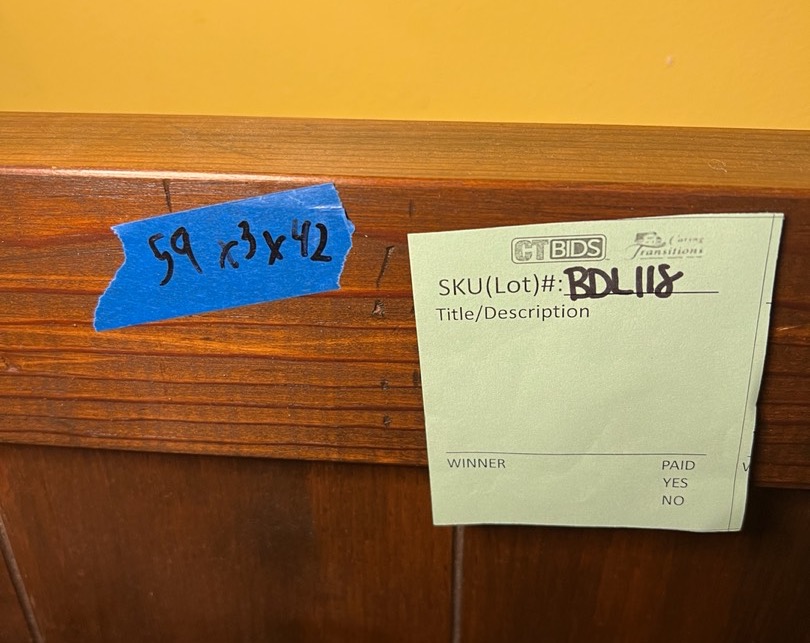 59 x 3 x 42
CTBIDS Caring Transitions
SKU(Lot)#: BDL118
Title/Description
WINNER PAID
YES
NO